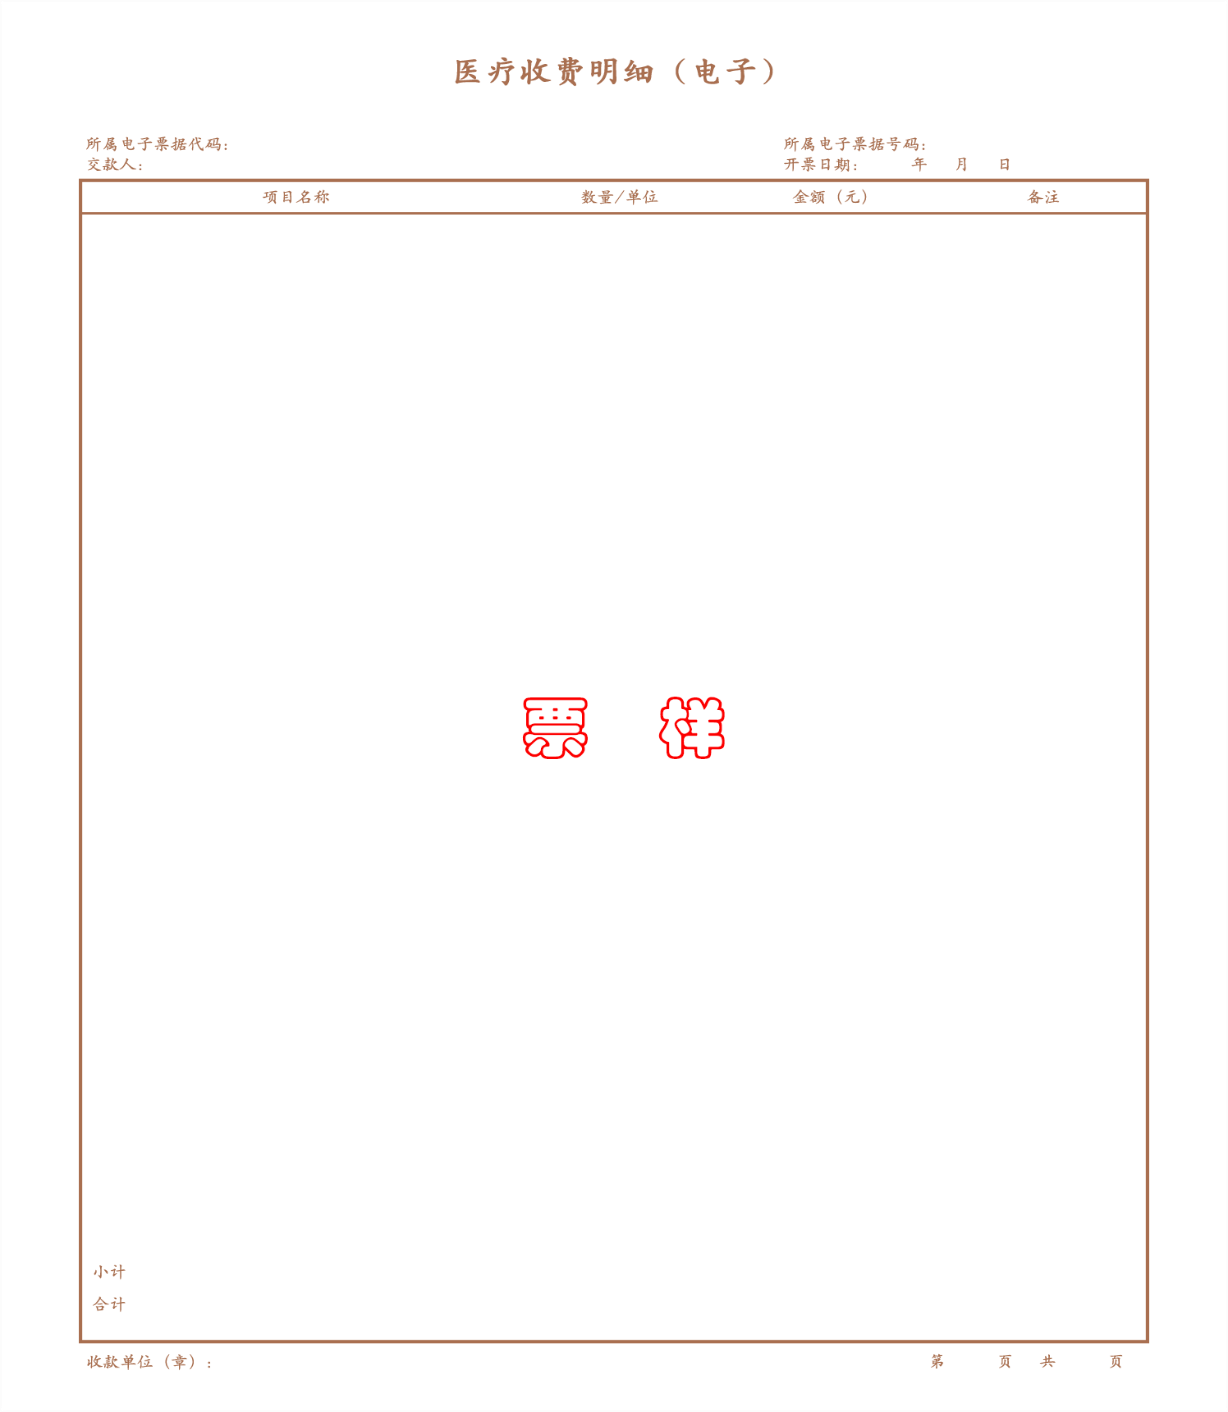 医疗收费明细（电子）
所属电子票据代码： 所属电子票据号码：
交款人： 开票日期： 年 月 日
项目名称 数量/单位 金额（元） 备注
票 样
小计
合计
收款单位（章）： 第 页 共 页